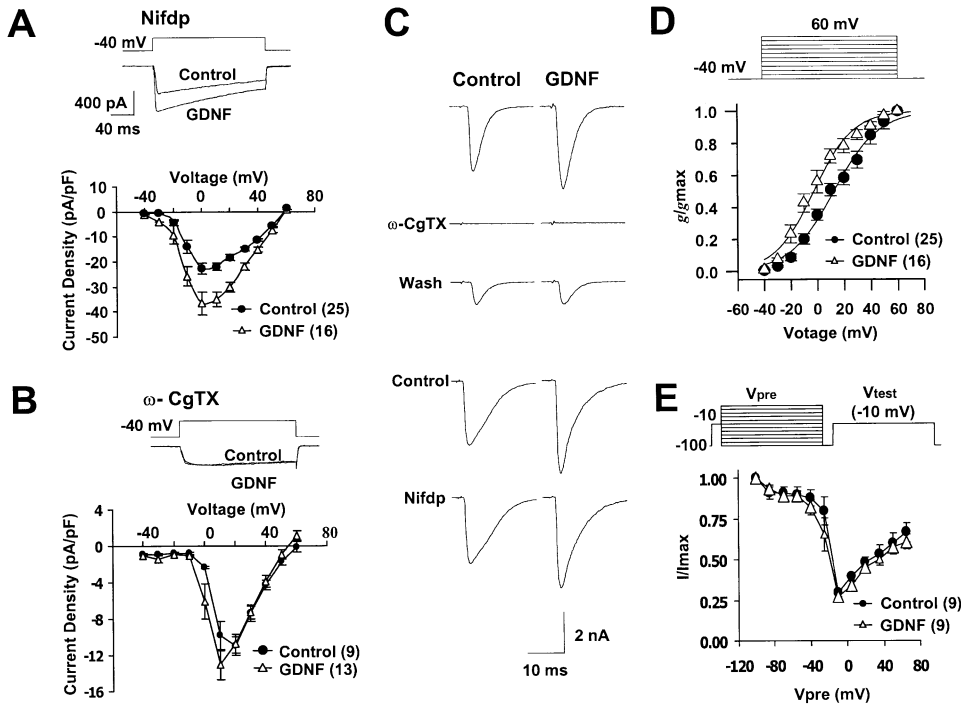 A
Nifdp
-40 mV
Control
GDNF
400 pA
40 ms
Voltage (mV)
-40 0 40 80
10
0
-10
-20
-30
-40
-50
Current Density (pA/pF)
Control (25)
GDNF (16)
B
ω- CgTX
-40 mV
Control
GDNF
Voltage (mV)
-40 0 40 80
4
0
-4
-8
-12
-16
Current Density (pA/pF)
Control (9)
GDNF (13)
C
Control GDNF
ω-CgTX
Wash
Control
Nifdp
2 nA
10 ms
D
60 mV
-40 mV
g/gmax
1.0
0.8
0.6
0.4
0.2
0.0
Control (25)
GDNF (16)
-60 -40 -20 0 20 40 60 80
Votage (mV)
E
Vpre
Vtest
(-10 mV)
-10
-100
I/Imax
1.00
0.75
0.50
0.25
0.00
Control (9)
GDNF (9)
-120 -80 -40 0 40 80
Vpre (mV)